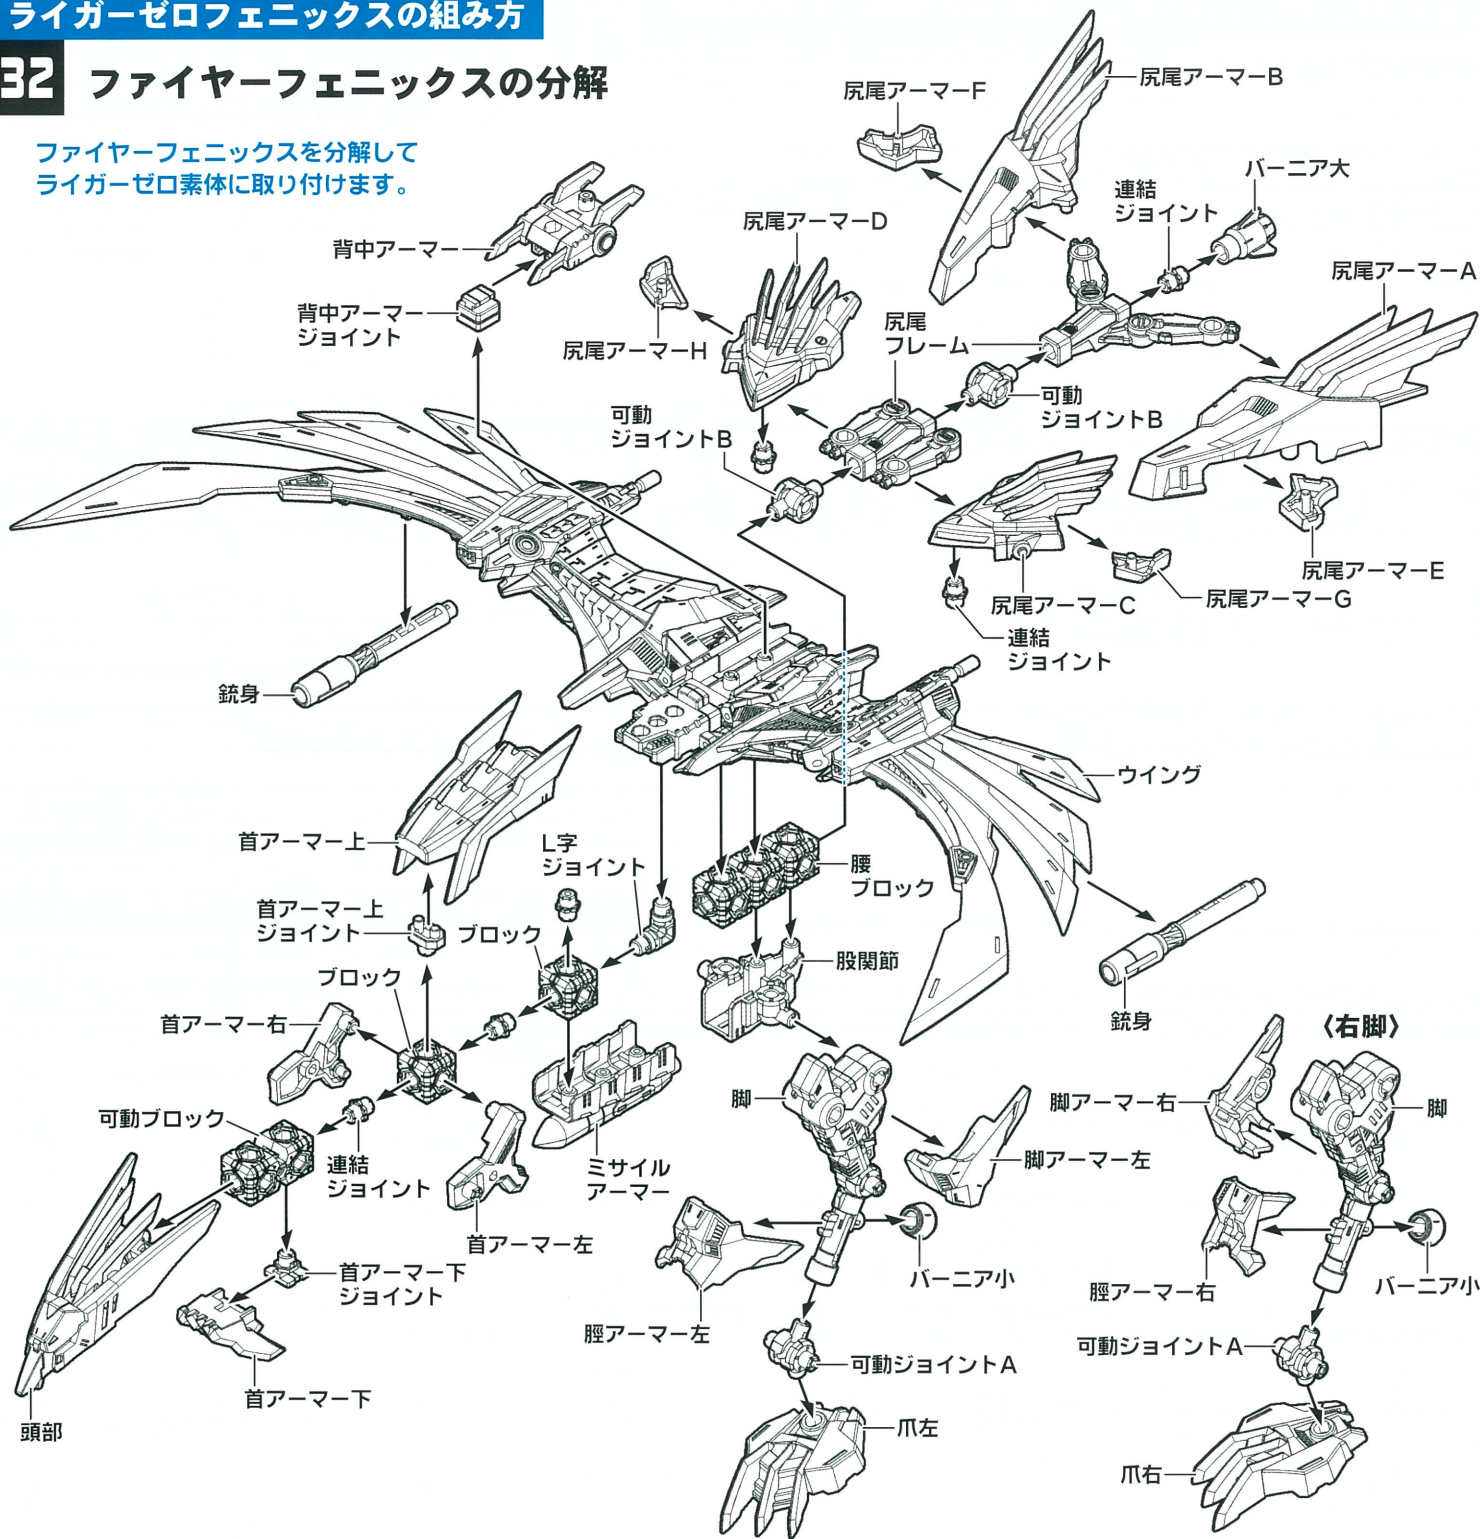 ライガーゼロフェニックスの組み方
32 ファイヤーフェニックスの分解
ファイヤーフェニックスを分解して
ライガーゼロ素体に取り付けます。
尻尾アーマーF
尻尾アーマーB
バーニア大
連結
ジョイント
尻尾アーマーD
背中アーマー
尻尾アーマーA
背中アーマー
ジョイント
尻尾アーマーH
尻尾
フレーム
可動
ジョイントB
可動
ジョイントB
尻尾アーマーE
尻尾アーマーC
尻尾アーマーG
連結
ジョイント
銃身
ウイング
首アーマー上
L字
ジョイント
腰
ブロック
首アーマー上
ジョイント
ブロック
股関節
ブロック
首アーマー右
銃身
〈右脚〉
可動ブロック
脚
脚アーマー右
脚
連結
ジョイント
ミサイル
アーマー
脚アーマー左
首アーマー左
首アーマー下
ジョイント
バーニア小
脛アーマー右
バーニア小
脛アーマー左
可動ジョイントA
可動ジョイントA
首アーマー下
頭部
爪左
爪右